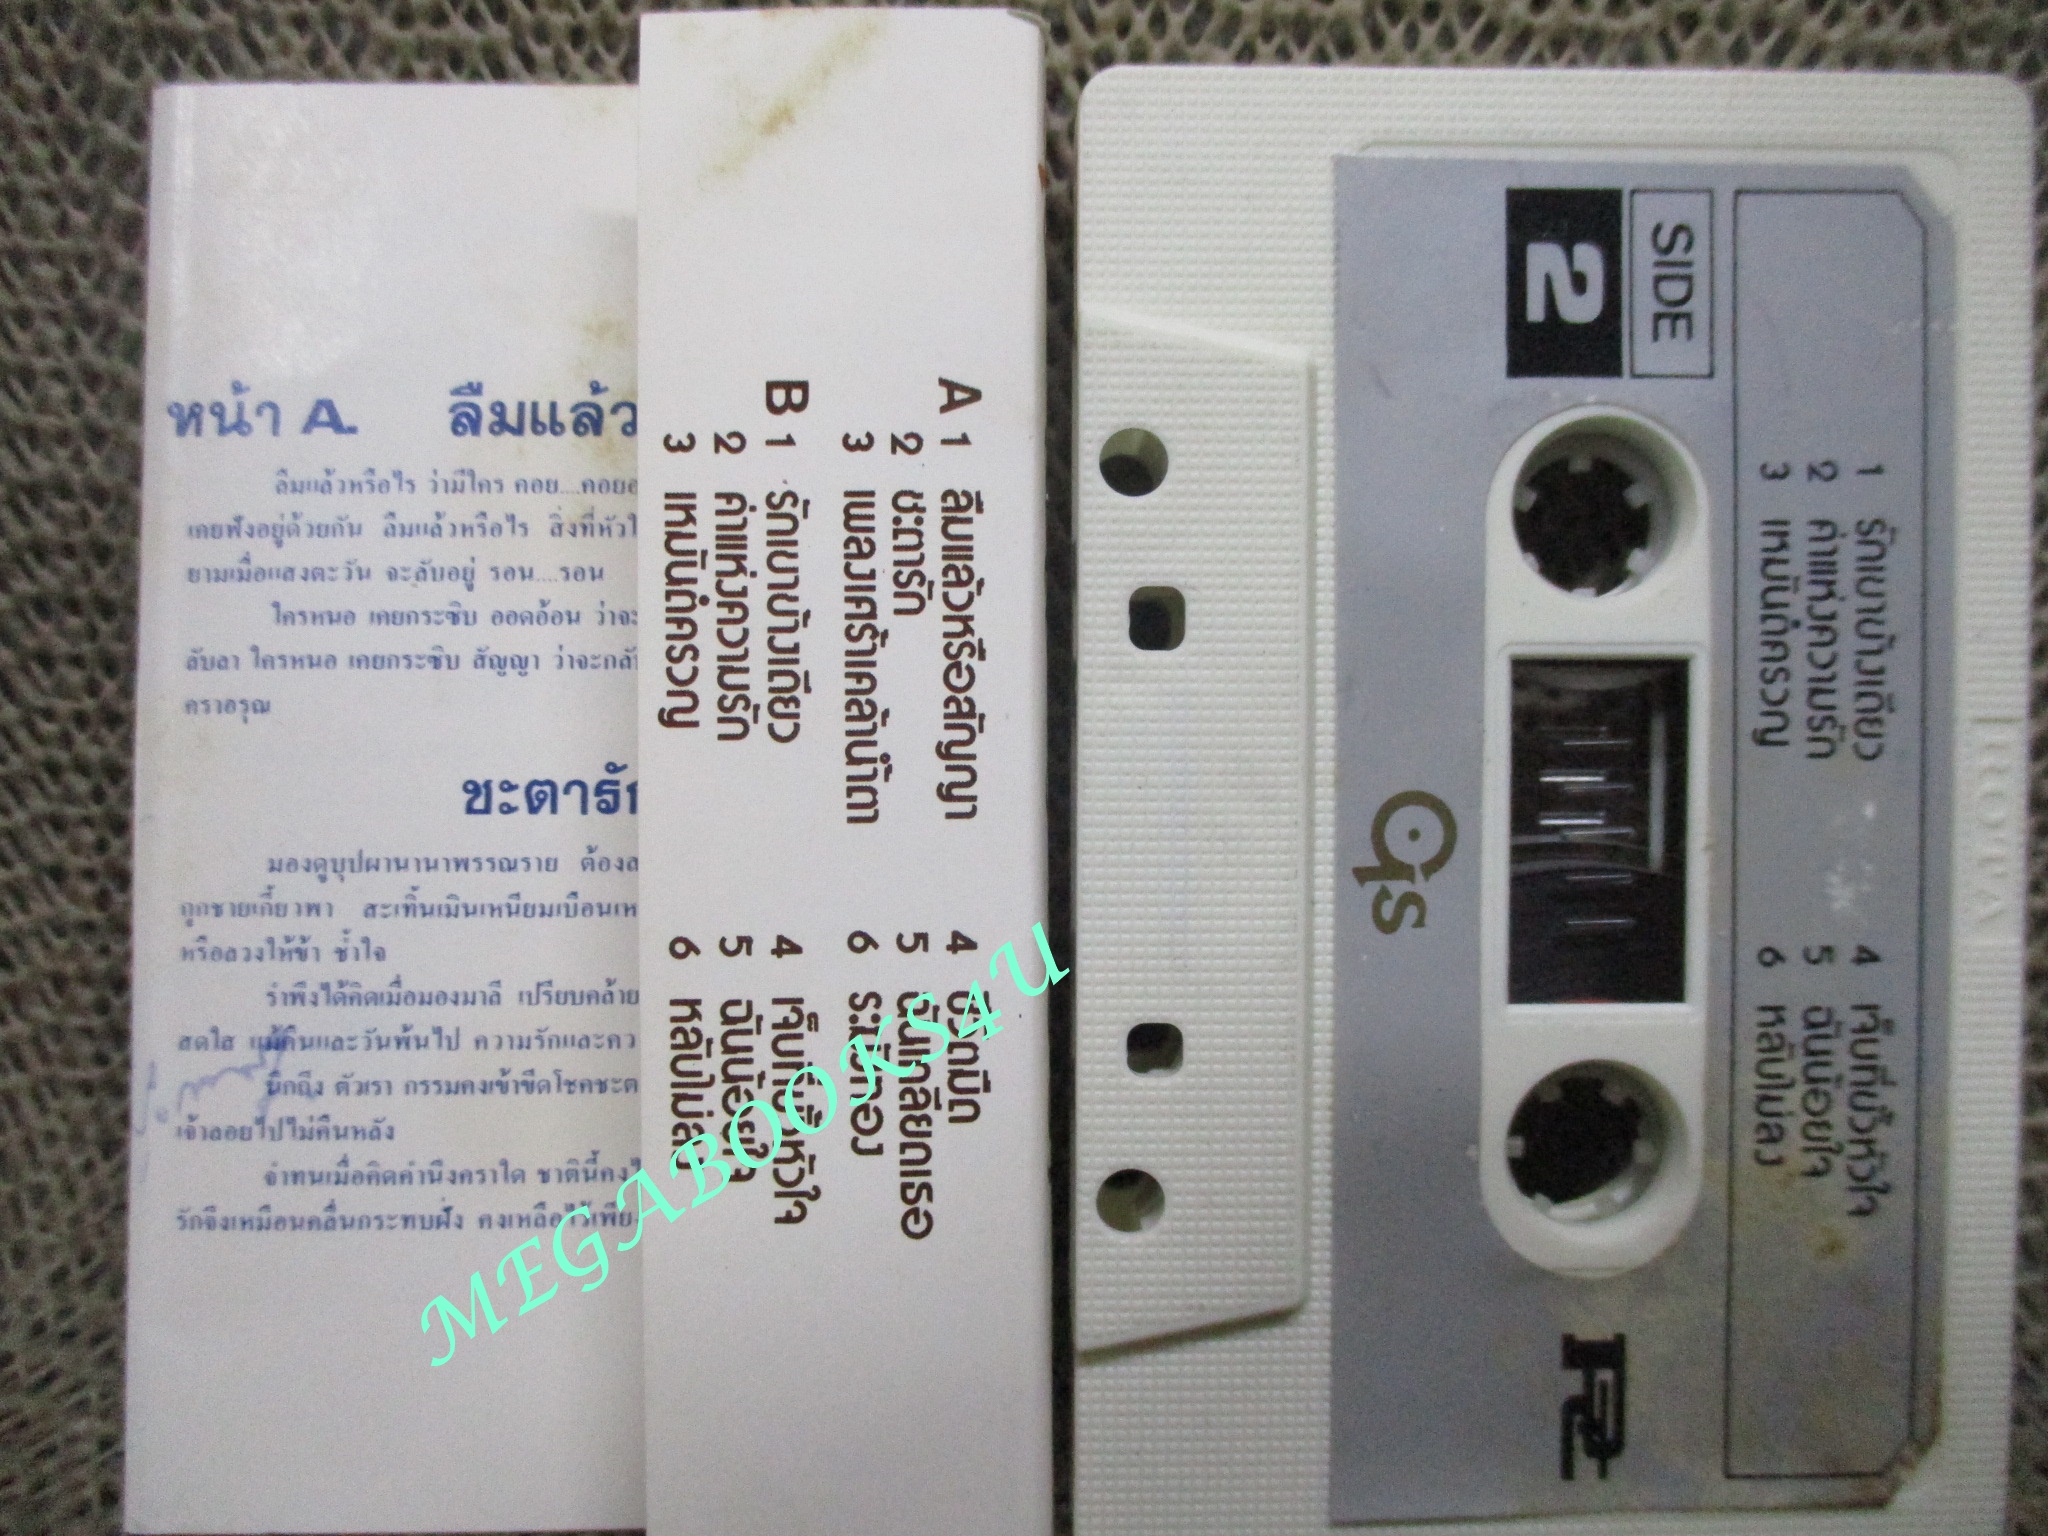 หน้า A. ลืมแล้ว
ลืมแล้วหรือไร ว่ามีใคร คอย....คอยอ
เคยฟังอยู่ด้วยกัน ลืมแล้วหรือไร สิ่งที่หัวใ
ยามเมื่อแสงตะวัน จะลับอยู่ รอน....รอน
ใครหนอ เคยกระซิบ ออดอ้อน ว่าจะ
ลับลา ใครหนอ เคยกระซิบ สัญญา ว่าจะกลั
คราอรุณ
ชะตารัก
มองดูบุปผานานาพรรณราย ต้องส
ถูกชายเกี้ยวพา สะเทิ้นเมินเหนียมเบือนเห
หรือลวงให้ข้า ช้ำใจ
รำพึงได้คิดเมื่อมองมาลี เปรียบคล้าย
สดใส แม้คืนและวันพ้นไป ความรักและคว
นึกถึง ตัวเรา กรรมคงเข้าขีดโชคชะต
เจ้าลอยไปไม่คืนหลัง
จำทนเมื่อคิดคำนึงคราใด ชาตินี้คงไ
รักจึงเหมือนคลื่นกระทบฝั่ง คงเหลือไว้เพีย
A 1 ลืมแล้วหรือสัญญา
2 ชะตารัก
3 เพลงเศร้าเคล้าน้ำตา
4 ชีวิตมืด
5 ฉันเกลียดเธอ
6 ระฆังทอง
B 1 รักเขาข้างเดียว
2 ค่าแห่งความรัก
3 เหมันต์ครวญ
4 เจ็บที่ขั้วหัวใจ
5 ฉันน้อยใจ
6 หลับไม่ลง
MEGABOOKS4U
SIDE
2
1 รักเขาข้างเดียว
2 ค่าแห่งความรัก
3 เหมันต์ครวญ
4 เจ็บที่ขั้วหัวใจ
5 ฉันน้อยใจ
6 หลับไม่ลง
ROTA